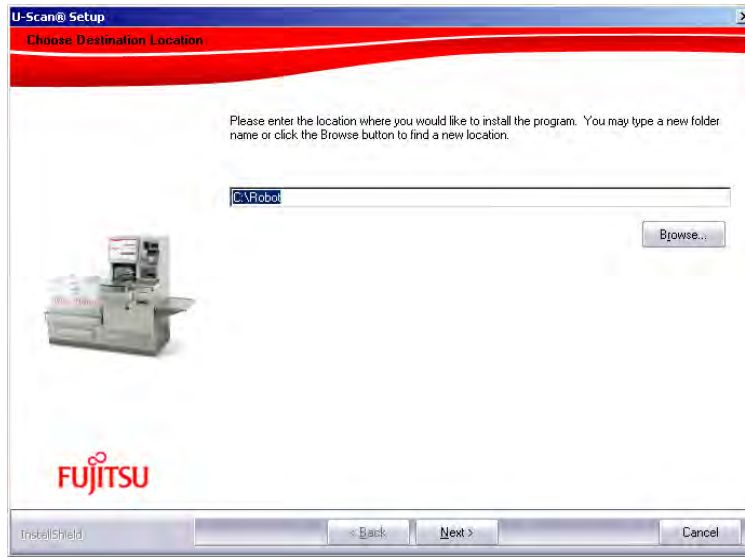 U-Scan® Setup
Choose Destination Location
Please enter the location where you would like to install the program. You may type a new folder
name or click the Browse button to find a new location.
C:\Robot
Browse...
FUJITSU
InstallShield
< Back
Next >
Cancel